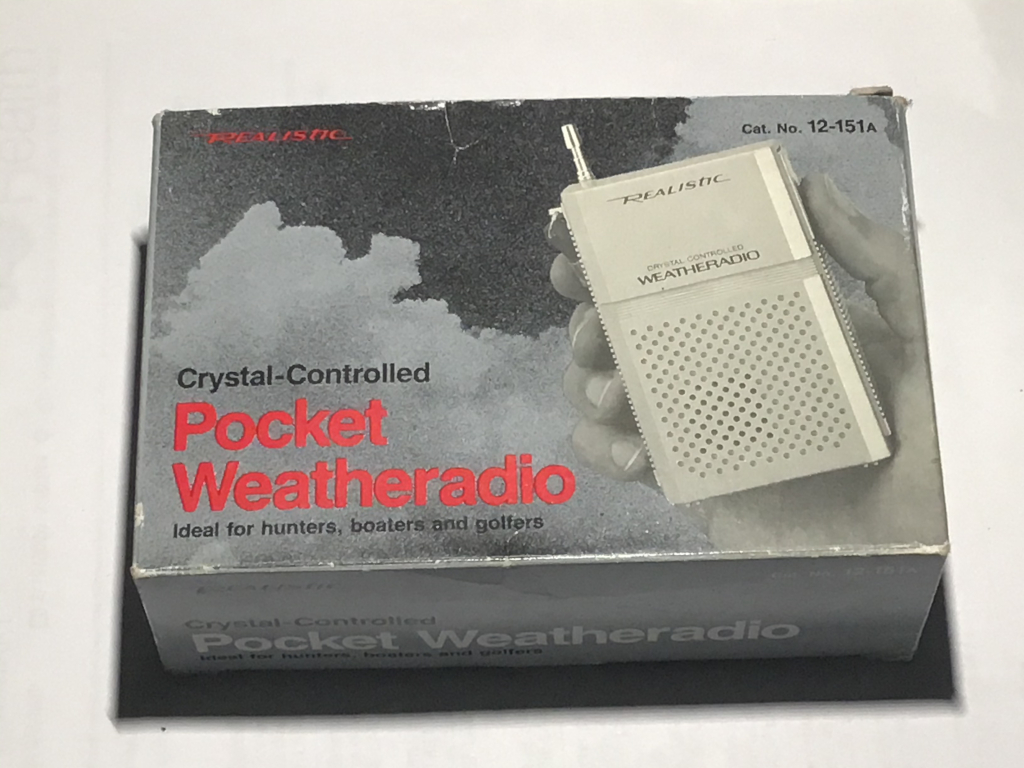 REALISTIC
Cat. No. 12-151A
REALISTIC
CRYSTAL CONTROLLED
WEATHERADIO
Crystal-Controlled
Pocket
Weatheradio
Ideal for hunters, boaters and golfers
REALISTIC
Cat. No. 12-151A
Crystal-Controlled
Pocket Weatheradio
Ideal for hunters, boaters and golfers